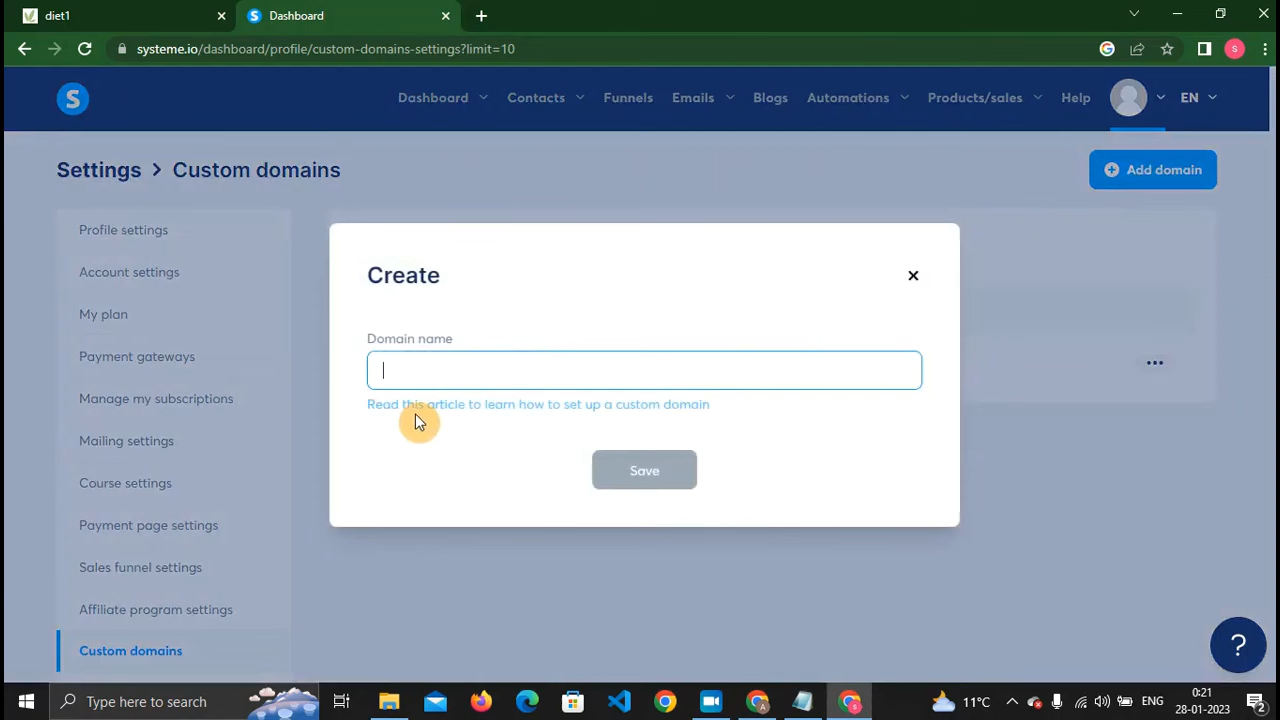 diet1
Dashboard
systeme.io/dashboard/profile/custom-domains-settings?limit=10
S
S
Dashboard
Contacts
Funnels
Emails
Blogs
Automations
Products/sales
Help
EN
Settings > Custom domains
Add domain
Profile settings
Account settings
My plan
Payment gateways
Manage my subscriptions
Mailing settings
Course settings
Payment page settings
Sales funnel settings
Affiliate program settings
Custom domains
Create
Domain name
Read this article to learn how to set up a custom domain
Save
?
Type here to search
11°C
ENG
0:21
28-01-2023
2